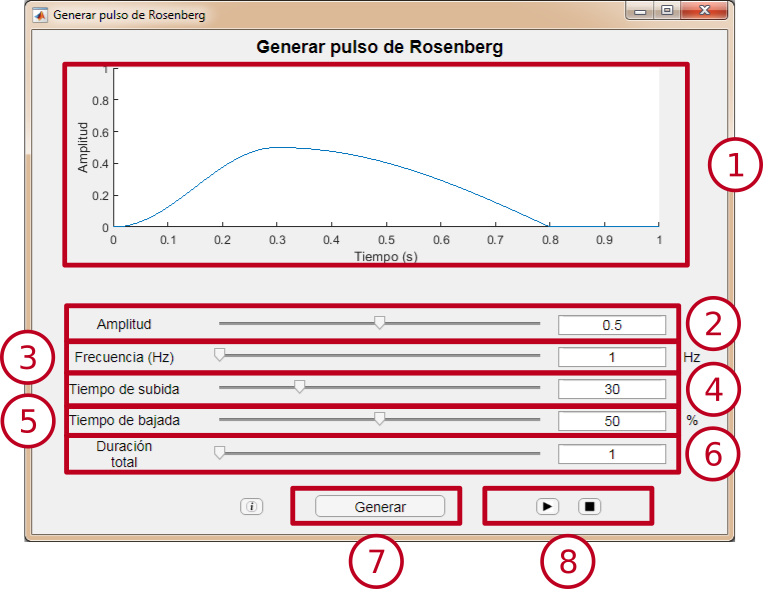 Generar pulso de Rosenberg
Generar pulso de Rosenberg
1
0.8
0.6
0.4
0.2
0
Amplitud
0 0.1 0.2 0.3 0.4 0.5 0.6 0.7 0.8 0.9 1
Tiempo (s)
1
Amplitud 0.5
2
3
Frecuencia (Hz) 1 Hz
Tiempo de subida 30
4
5
Tiempo de bajada 50 %
Duración
total
1
6
i Generar
7
8